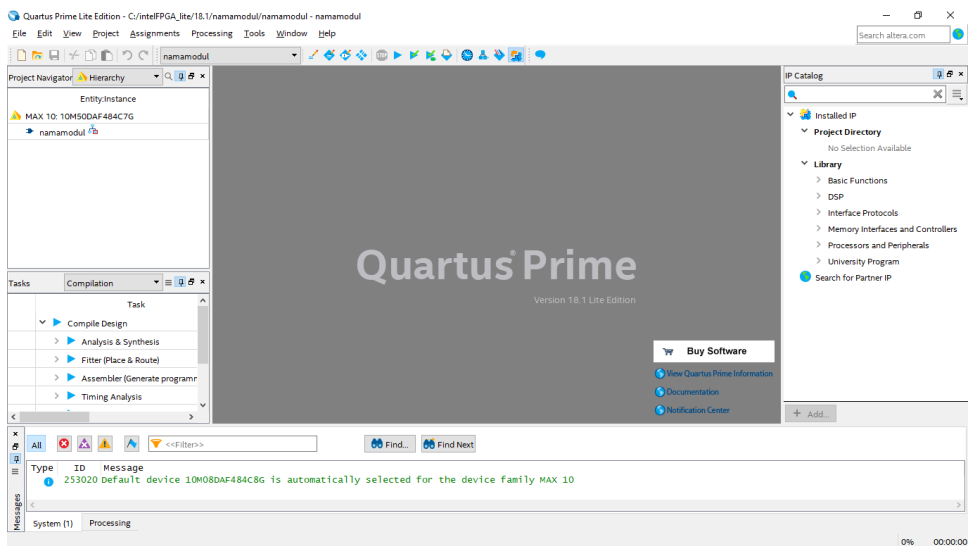 Quartus Prime Lite Edition - C:/intelFPGA_lite/18.1/namamodul/namamodul - namamodul
File Edit View Project Assignments Processing Tools Window Help
Search altera.com
namamodul
Project Navigator Hierarchy
Entity:Instance
MAX 10: 10M50DAF484C7G
namamodul
Tasks Compilation
Task
Compile Design
Analysis & Synthesis
Fitter (Place & Route)
Assembler (Generate programm
Timing Analysis
Quartus Prime
Version 18.1 Lite Edition
Buy Software
View Quartus Prime Information
Documentation
Notification Center
IP Catalog
Installed IP
Project Directory
No Selection Available
Library
Basic Functions
DSP
Interface Protocols
Memory Interfaces and Controllers
Processors and Peripherals
University Program
Search for Partner IP
+ Add...
All <<Filter>> Find... Find Next
Type ID Message
253020 Default device 10M08DAF484C8G is automatically selected for the device family MAX 10
System (1) Processing
Messages
0% 00:00:00